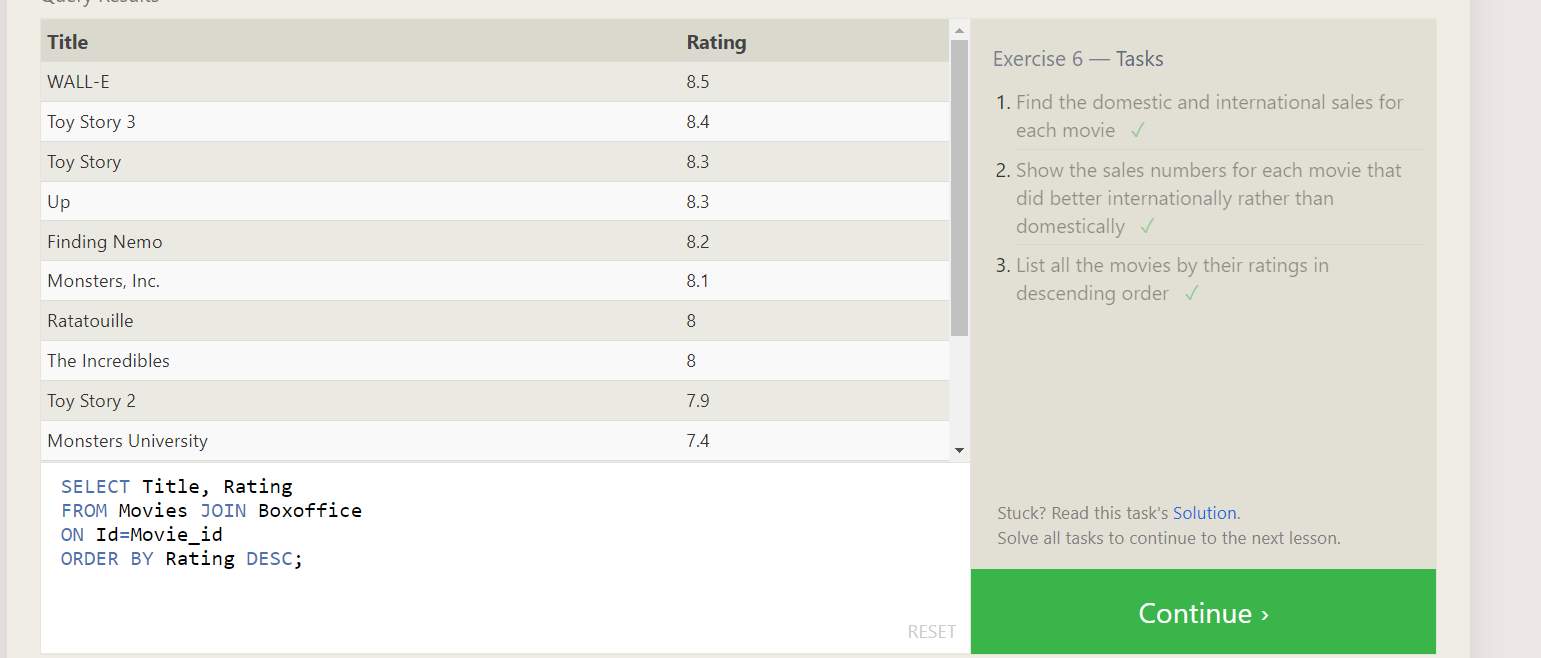 Query Results
Title Rating
WALL-E 8.5
Toy Story 3 8.4
Toy Story 8.3
Up 8.3
Finding Nemo 8.2
Monsters, Inc. 8.1
Ratatouille 8
The Incredibles 8
Toy Story 2 7.9
Monsters University 7.4
SELECT Title, Rating
FROM Movies JOIN Boxoffice
ON Id=Movie_id
ORDER BY Rating DESC;
RESET
Exercise 6 — Tasks
1. Find the domestic and international sales for
each movie ✓
2. Show the sales numbers for each movie that
did better internationally rather than
domestically ✓
3. List all the movies by their ratings in
descending order ✓
Stuck? Read this task's Solution.
Solve all tasks to continue to the next lesson.
Continue ›